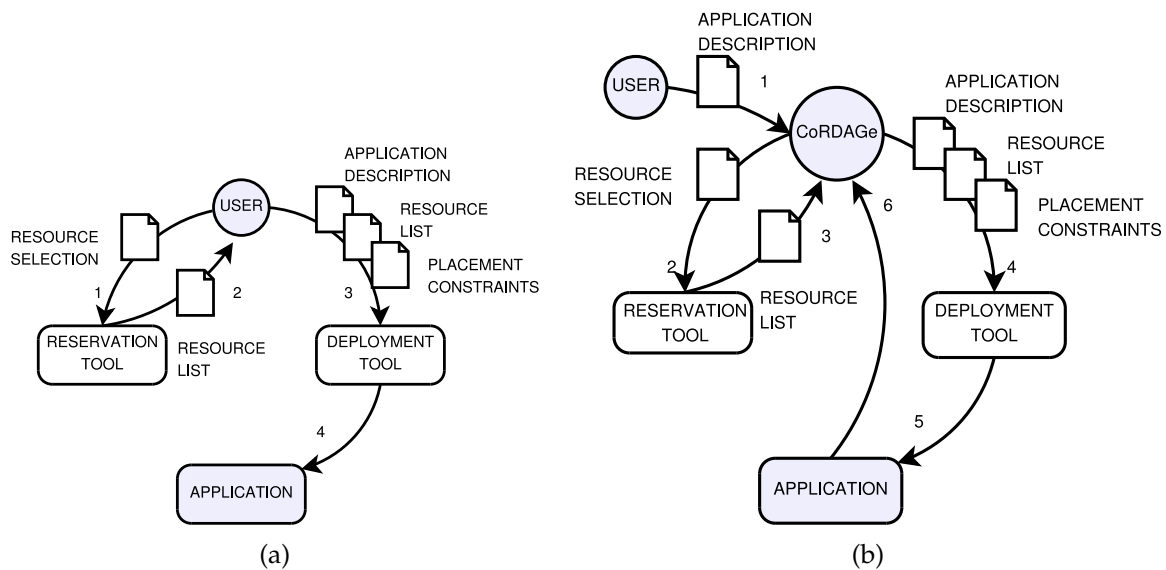 APPLICATION
DESCRIPTION
USER
RESOURCE
LIST
RESOURCE
SELECTION
PLACEMENT
CONSTRAINTS
1
2
3
RESERVATION
TOOL
RESOURCE
LIST
DEPLOYMENT
TOOL
4
APPLICATION
(a)
APPLICATION
DESCRIPTION
1
USER
CoRDAGe
APPLICATION
DESCRIPTION
RESOURCE
LIST
RESOURCE
SELECTION
6
PLACEMENT
CONSTRAINTS
3
2
4
RESERVATION
TOOL
RESOURCE
LIST
DEPLOYMENT
TOOL
5
APPLICATION
(b)